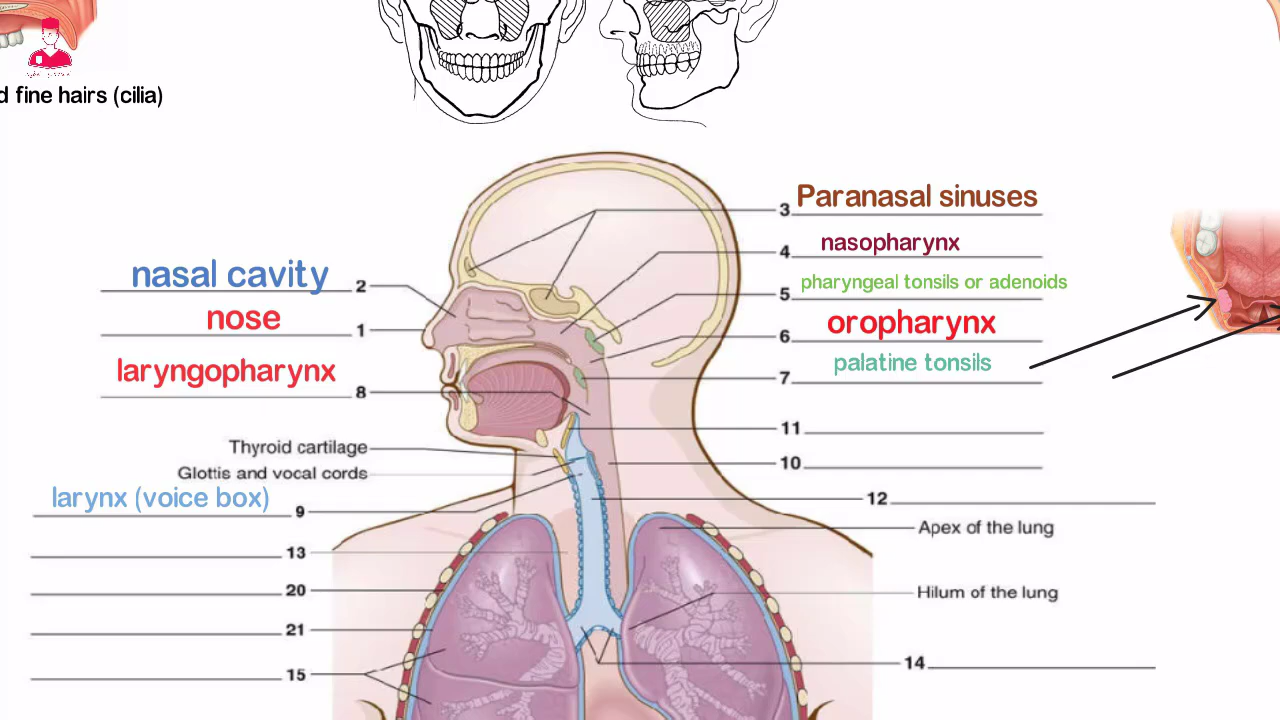 d fine hairs (cilia)
3 Paranasal sinuses
4 nasopharynx
nasal cavity 2
5 pharyngeal tonsils or adenoids
nose 1
6 oropharynx
laryngopharynx
7 palatine tonsils
8
11
Thyroid cartilage
10
Glottis and vocal cords
larynx (voice box) 9
12
Apex of the lung
13
20
Hilum of the lung
21
14
15